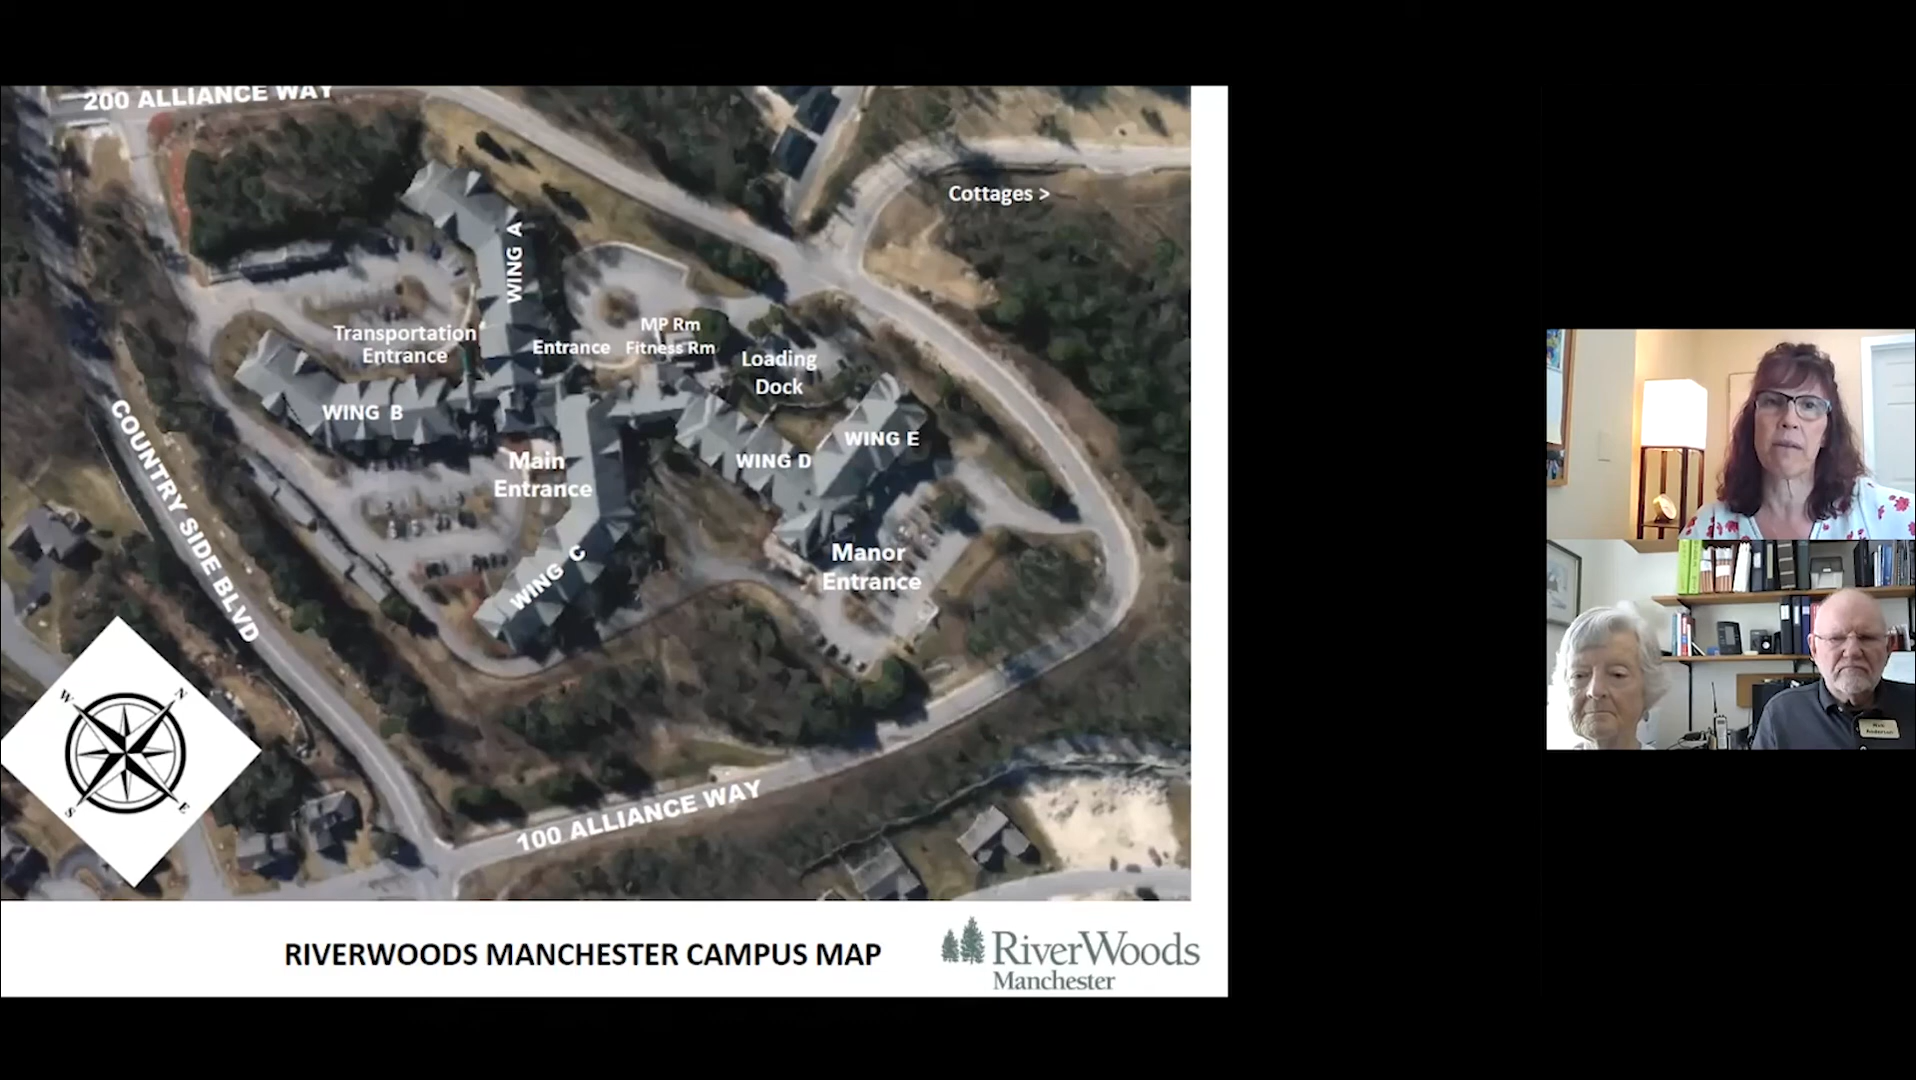 200 ALLIANCE WAY
Cottages >
WING A
MP Rm
Transportation
Entrance
Entrance
Fitness Rm
Loading
Dock
WING B
WING E
Main
Entrance
WING D
COUNTRY SIDE BLVD
WING C
Manor
Entrance
W
N
S
E
100 ALLIANCE WAY
RIVERWOODS MANCHESTER CAMPUS MAP
RiverWoods
Manchester